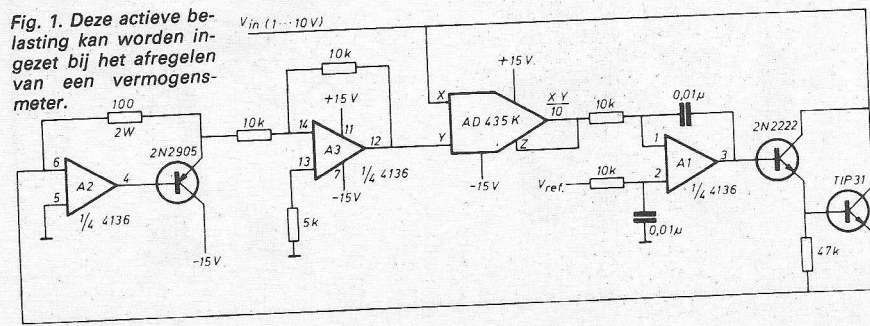 Fig. 1. Deze actieve be-
lasting kan worden in-
gezet bij het afregelen
van een vermogens-
meter.
Vin (1···10V)
100
2W
2N2905
6
5
A2
4
1/4 4136
-15V
10k
10k
+15V
14
13
A3
11
12
7
1/4 4136
-15V
5k
X
Y
+15V
AD 435K
Z
-15V
XY
10
10k
0,01µ
1
2
A1
3
1/4 4136
Vref.
10k
0,01µ
2N2222
TIP31
47k